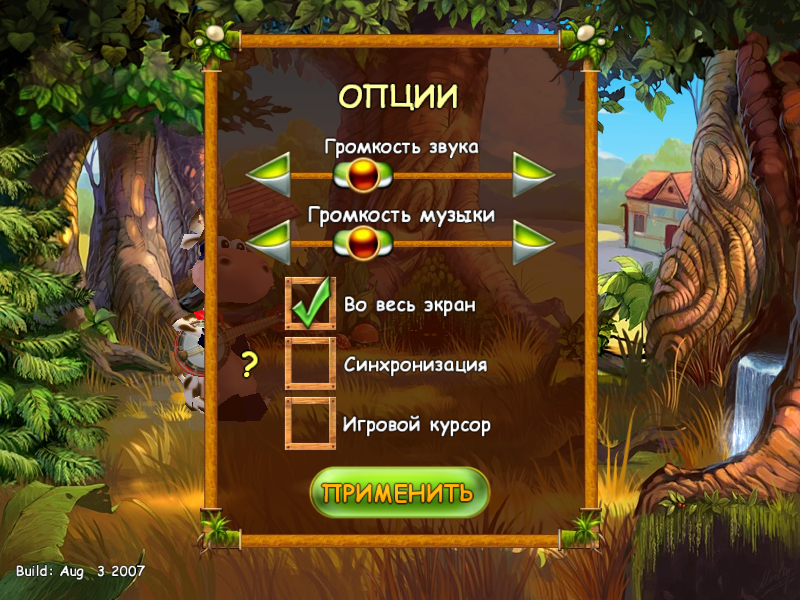 ОПЦИИ
Громкость звука
Громкость музыки
Во весь экран
? Синхронизация
Игровой курсор
ПРИМЕНИТЬ
Build: Aug 3 2007